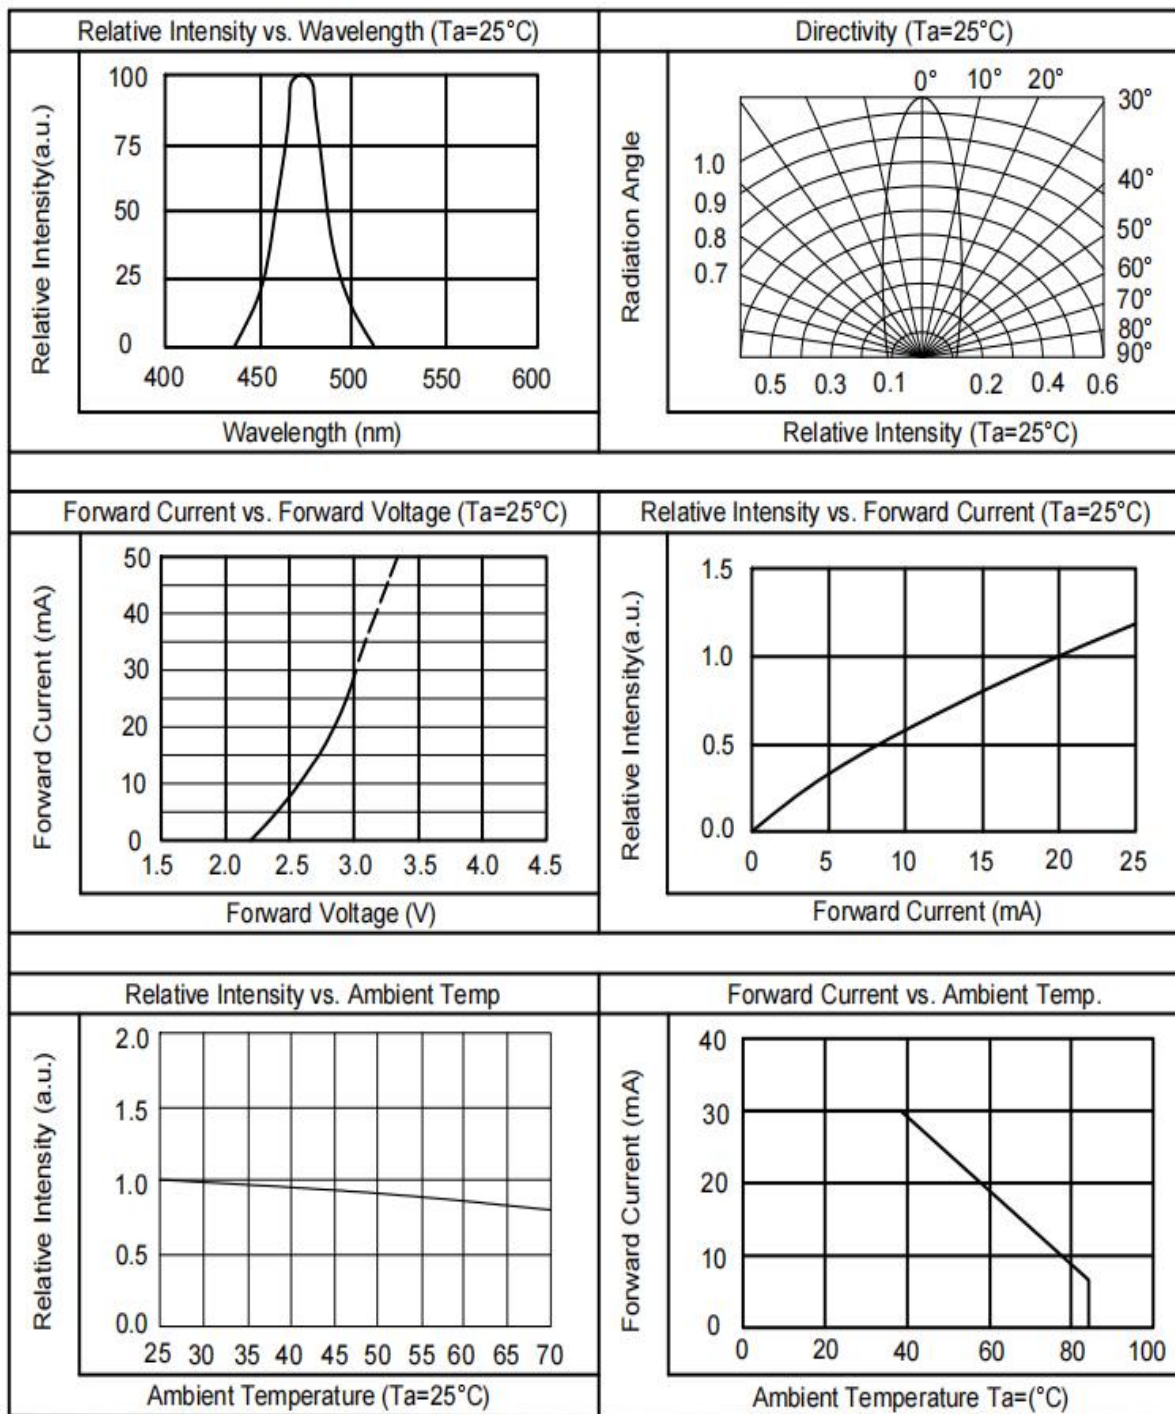 Relative Intensity vs. Wavelength (Ta=25°C)
Relative Intensity(a.u.)
100
75
50
25
0
400 450 500 550 600
Wavelength (nm)
Directivity (Ta=25°C)
Radiation Angle
0° 10° 20°
30°
40°
50°
60°
70°
80°
90°
1.0
0.9
0.8
0.7
0.5 0.3 0.1 0.2 0.4 0.6
Relative Intensity (Ta=25°C)
Forward Current vs. Forward Voltage (Ta=25°C)
Forward Current (mA)
50
40
30
20
10
0
1.5 2.0 2.5 3.0 3.5 4.0 4.5
Forward Voltage (V)
Relative Intensity vs. Forward Current (Ta=25°C)
Relative Intensity(a.u.)
1.5
1.0
0.5
0.0
0 5 10 15 20 25
Forward Current (mA)
Relative Intensity vs. Ambient Temp
Relative Intensity (a.u.)
2.0
1.5
1.0
0.5
0.0
25 30 35 40 45 50 55 60 65 70
Ambient Temperature (Ta=25°C)
Forward Current vs. Ambient Temp.
Forward Current (mA)
40
30
20
10
0
0 20 40 60 80 100
Ambient Temperature Ta=(°C)